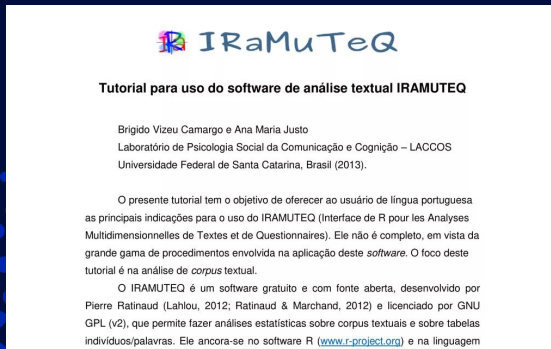 IRaMuTeQ
Tutorial para uso do software de análise textual IRAMUTEQ
Brigido Vizeu Camargo e Ana Maria Justo
Laboratório de Psicologia Social da Comunicação e Cognição – LACCOS
Universidade Federal de Santa Catarina, Brasil (2013).
O presente tutorial tem o objetivo de oferecer ao usuário de língua portuguesa
as principais indicações para o uso do IRAMUTEQ (Interface de R pour les Analyses
Multidimensionnelles de Textes et de Questionnaires). Ele não é completo, em vista da
grande gama de procedimentos envolvida na aplicação deste software. O foco deste
tutorial é na análise de corpus textual.
O IRAMUTEQ é um software gratuito e com fonte aberta, desenvolvido por
Pierre Ratinaud (Lahlou, 2012; Ratinaud & Marchand, 2012) e licenciado por GNU
GPL (v2), que permite fazer análises estatísticas sobre corpus textuais e sobre tabelas
indivíduos/palavras. Ele ancora-se no software R (www.r-project.org) e na linguagem